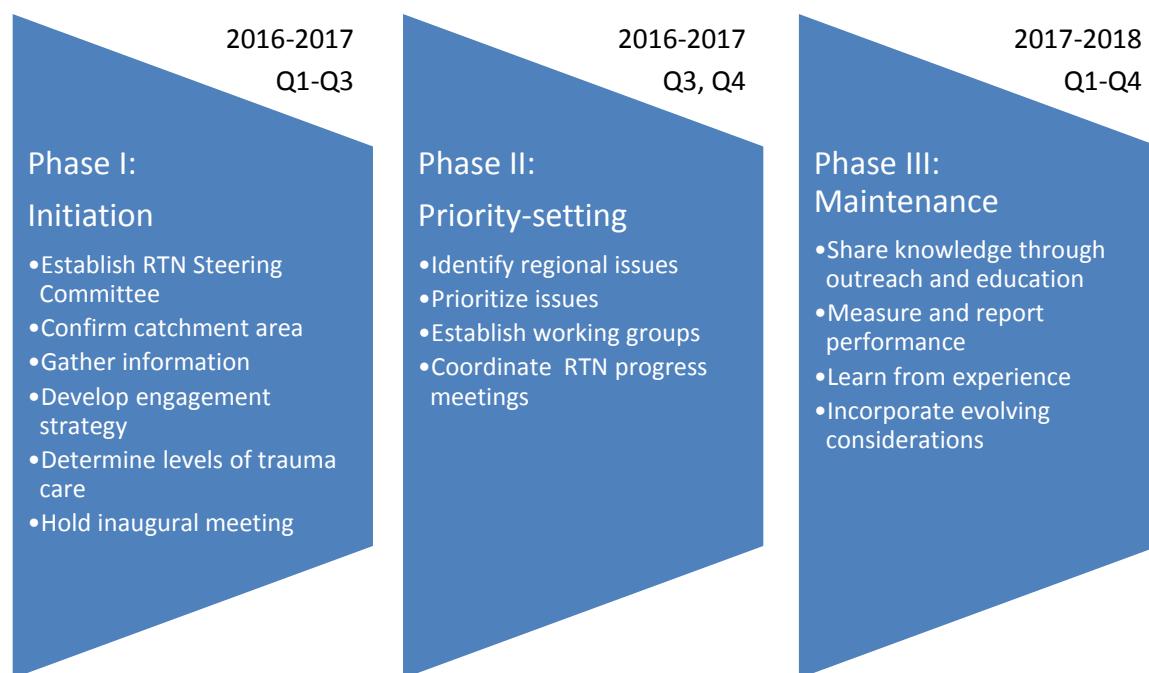 2016-2017
Q1-Q3
Phase I:
Initiation
•Establish RTN Steering
Committee
•Confirm catchment area
•Gather information
•Develop engagement
strategy
•Determine levels of trauma
care
•Hold inaugural meeting
2016-2017
Q3, Q4
Phase II:
Priority-setting
•Identify regional issues
•Prioritize issues
•Establish working groups
•Coordinate RTN progress
meetings
2017-2018
Q1-Q4
Phase III:
Maintenance
•Share knowledge through
outreach and education
•Measure and report
performance
•Learn from experience
•Incorporate evolving
considerations